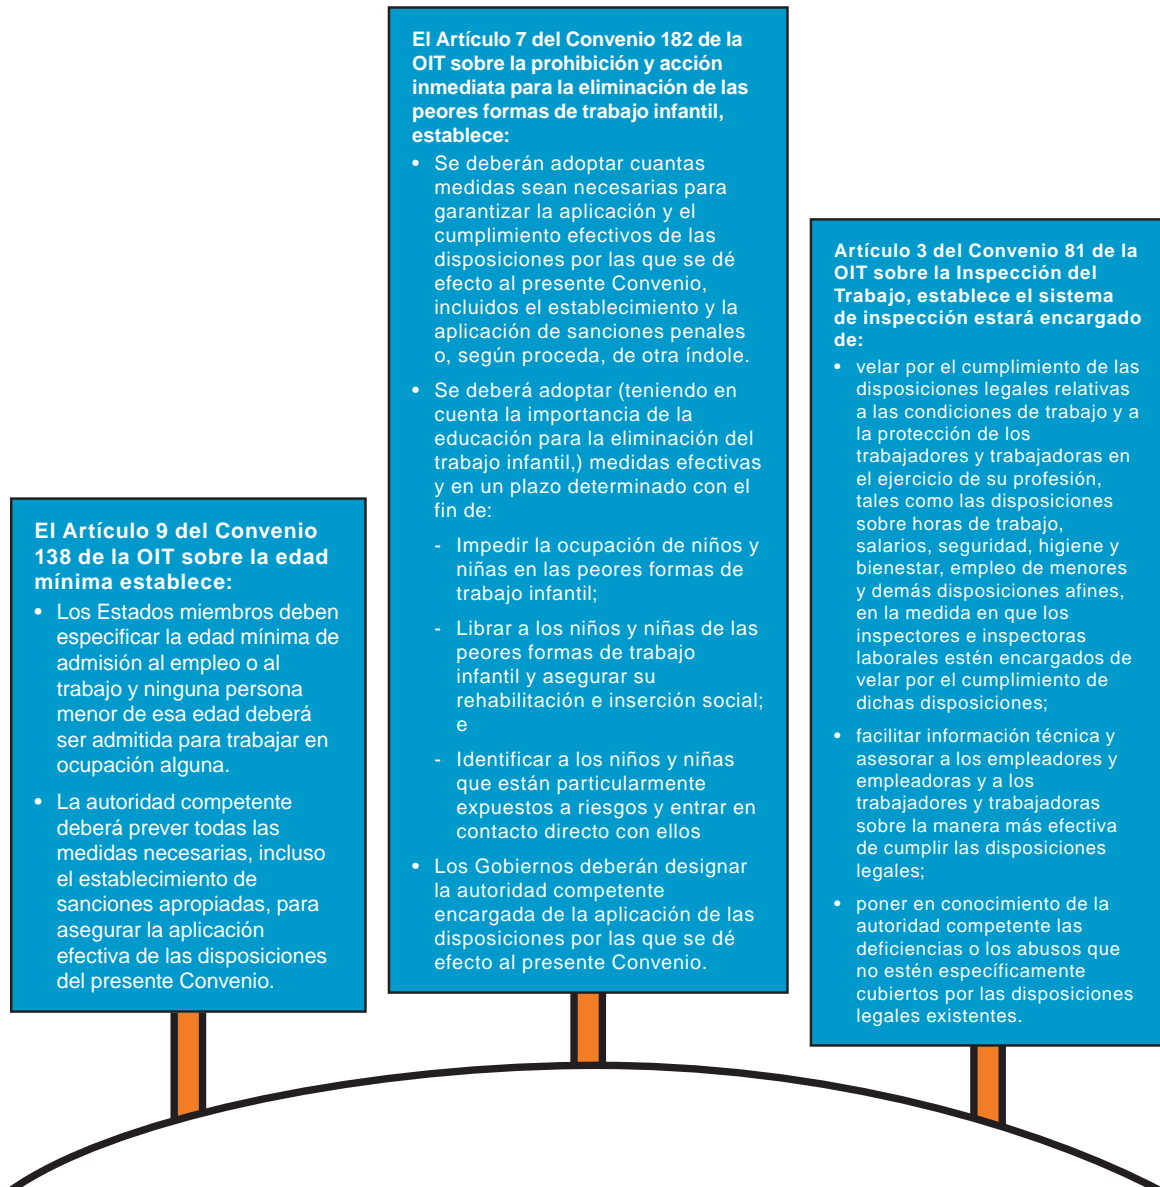 El Artículo 9 del Convenio
138 de la OIT sobre la edad
mínima establece:
• Los Estados miembros deben
especificar la edad mínima de
admisión al empleo o al
trabajo y ninguna persona
menor de esa edad deberá
ser admitida para trabajar en
ocupación alguna.
• La autoridad competente
deberá prever todas las
medidas necesarias, incluso
el establecimiento de
sanciones apropiadas, para
asegurar la aplicación
efectiva de las disposiciones
del presente Convenio.
El Artículo 7 del Convenio 182 de la
OIT sobre la prohibición y acción
inmediata para la eliminación de las
peores formas de trabajo infantil,
establece:
• Se deberán adoptar cuantas
medidas sean necesarias para
garantizar la aplicación y el
cumplimiento efectivos de las
disposiciones por las que se dé
efecto al presente Convenio,
incluidos el establecimiento y la
aplicación de sanciones penales
o, según proceda, de otra índole.
• Se deberá adoptar (teniendo en
cuenta la importancia de la
educación para la eliminación del
trabajo infantil,) medidas efectivas
y en un plazo determinado con el
fin de:
- Impedir la ocupación de niños y
niñas en las peores formas de
trabajo infantil;
- Librar a los niños y niñas de las
peores formas de trabajo
infantil y asegurar su
rehabilitación e inserción social;
e
- Identificar a los niños y niñas
que están particularmente
expuestos a riesgos y entrar en
contacto directo con ellos
• Los Gobiernos deberán designar
la autoridad competente
encargada de la aplicación de las
disposiciones por las que se dé
efecto al presente Convenio.
Artículo 3 del Convenio 81 de la
OIT sobre la Inspección del
Trabajo, establece el sistema
de inspección estará encargado
de:
• velar por el cumplimiento de las
disposiciones legales relativas
a las condiciones de trabajo y a
la protección de los
trabajadores y trabajadoras en
el ejercicio de su profesión,
tales como las disposiciones
sobre horas de trabajo,
salarios, seguridad, higiene y
bienestar, empleo de menores
y demás disposiciones afines,
en la medida en que los
inspectores e inspectoras
laborales estén encargados de
velar por el cumplimiento de
dichas disposiciones;
• facilitar información técnica y
asesorar a los empleadores y
empleadoras y a los
trabajadores y trabajadoras
sobre la manera más efectiva
de cumplir las disposiciones
legales;
• poner en conocimiento de la
autoridad competente las
deficiencias o los abusos que
no estén específicamente
cubiertos por las disposiciones
legales existentes.